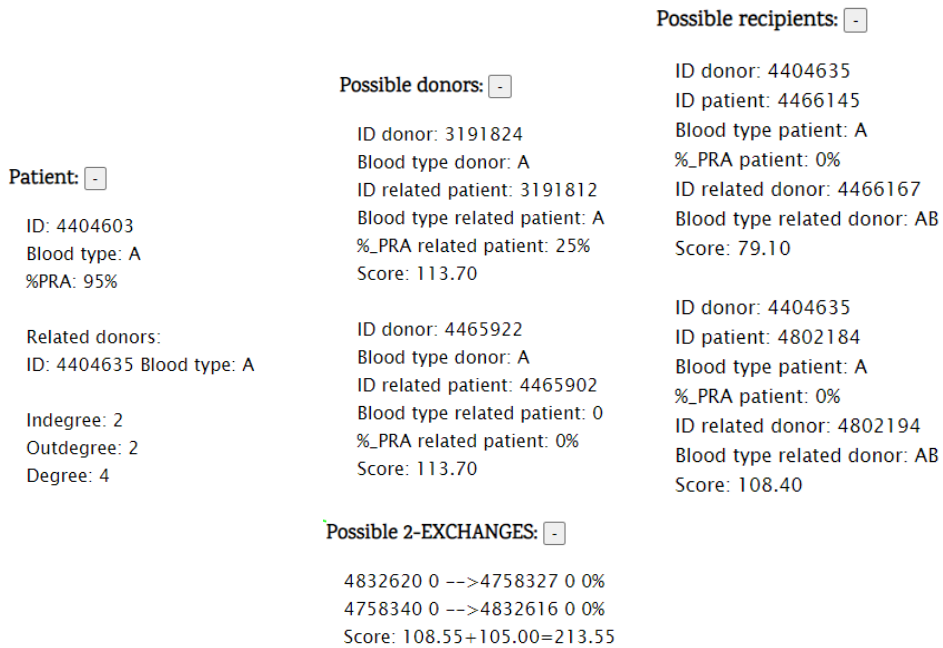 Patient: -
ID: 4404603
Blood type: A
%PRA: 95%
Related donors:
ID: 4404635 Blood type: A
Indegree: 2
Outdegree: 2
Degree: 4
Possible donors: -
ID donor: 3191824
Blood type donor: A
ID related patient: 3191812
Blood type related patient: A
%_PRA related patient: 25%
Score: 113.70
ID donor: 4465922
Blood type donor: A
ID related patient: 4465902
Blood type related patient: 0
%_PRA related patient: 0%
Score: 113.70
Possible recipients: -
ID donor: 4404635
ID patient: 4466145
Blood type patient: A
%_PRA patient: 0%
ID related donor: 4466167
Blood type related donor: AB
Score: 79.10
ID donor: 4404635
ID patient: 4802184
Blood type patient: A
%_PRA patient: 0%
ID related donor: 4802194
Blood type related donor: AB
Score: 108.40
Possible 2-EXCHANGES: -
4832620 0 -->4758327 0 0%
4758340 0 -->4832616 0 0%
Score: 108.55+105.00=213.55